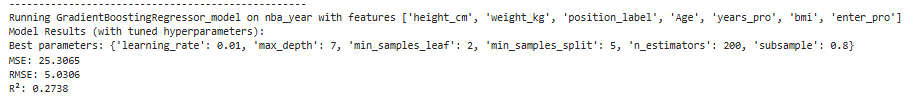 --------------------------------------------------
Running GradientBoostingRegressor_model on nba_year with features ['height_cm', 'weight_kg', 'position_label', 'Age', 'years_pro', 'bmi', 'enter_pro']
Model Results (with tuned hyperparameters):
Best parameters: {'learning_rate': 0.01, 'max_depth': 7, 'min_samples_leaf': 2, 'min_samples_split': 5, 'n_estimators': 200, 'subsample': 0.8}
MSE: 25.3065
RMSE: 5.0306
R²: 0.2738